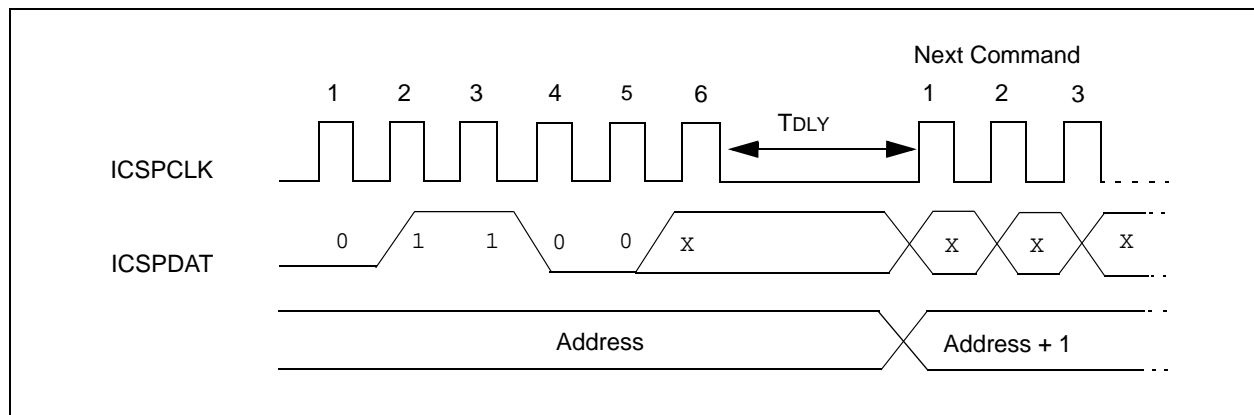 Next Command
1 2 3 4 5 6 1 2 3
TDLY
ICSPCLK
0 1 1 0 0 x x x x
ICSPDAT
Address Address + 1